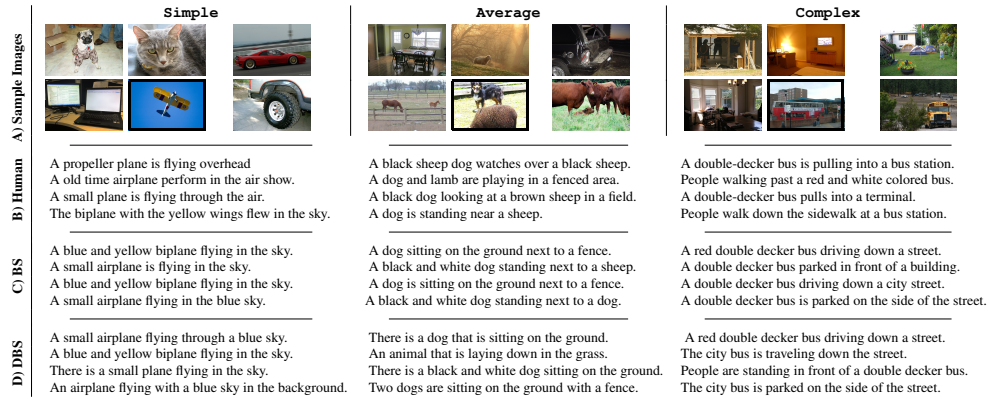 Simple
Average
Complex
A) Sample Images
B) Human
A propeller plane is flying overhead
A old time airplane perform in the air show.
A small plane is flying through the air.
The biplane with the yellow wings flew in the sky.
A black sheep dog watches over a black sheep.
A dog and lamb are playing in a fenced area.
A black dog looking at a brown sheep in a field.
A dog is standing near a sheep.
A double-decker bus is pulling into a bus station.
People walking past a red and white colored bus.
A double-decker bus pulls into a terminal.
People walk down the sidewalk at a bus station.
C) BS
A blue and yellow biplane flying in the sky.
A small airplane is flying in the sky.
A blue and yellow biplane flying in the sky.
A small airplane flying in the blue sky.
A dog sitting on the ground next to a fence.
A black and white dog standing next to a sheep.
A dog is sitting on the ground next to a fence.
A black and white dog standing next to a dog.
A red double decker bus driving down a street.
A double decker bus parked in front of a building.
A double decker bus driving down a city street.
A double decker bus is parked on the side of the street.
D) DBS
A small airplane flying through a blue sky.
A blue and yellow biplane flying in the sky.
There is a small plane flying in the sky.
An airplane flying with a blue sky in the background.
There is a dog that is sitting on the ground.
An animal that is laying down in the grass.
There is a black and white dog sitting on the ground.
Two dogs are sitting on the ground with a fence.
A red double decker bus driving down a street.
The city bus is traveling down the street.
People are standing in front of a double decker bus.
The city bus is parked on the side of the street.